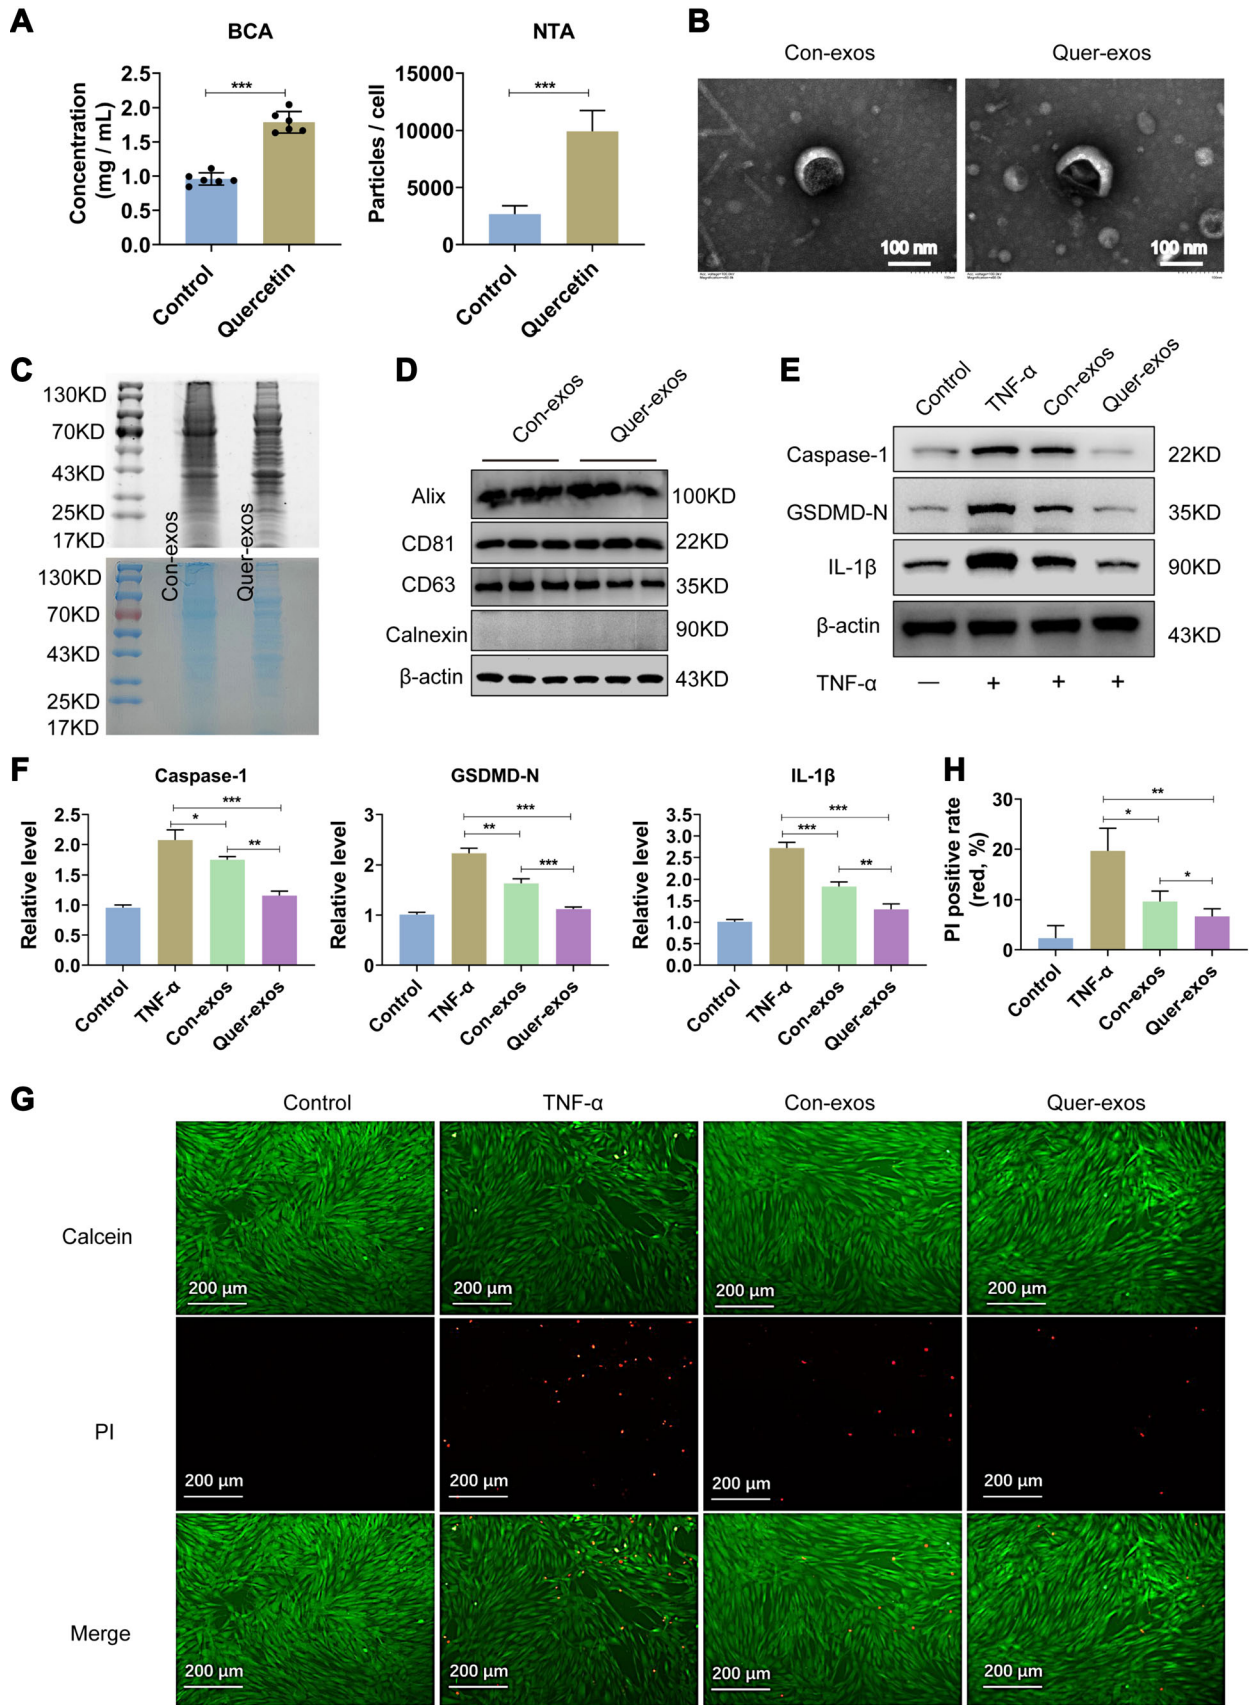 A
BCA
Concentration
(mg / mL)
2.5
2.0
1.5
1.0
0.5
0.0
***
Control
Quercetin
NTA
Particles / cell
15000
10000
5000
0
***
Control
Quercetin
B
Con-exos
Quer-exos
100 nm
100 nm
C
130KD
70KD
43KD
25KD
17KD
Con-exos
Quer-exos
130KD
70KD
43KD
25KD
17KD
D
Con-exos
Quer-exos
Alix
100KD
CD81
22KD
CD63
35KD
Calnexin
90KD
β-actin
43KD
E
Control
TNF-α
Con-exos
Quer-exos
Caspase-1
22KD
GSDMD-N
35KD
IL-1β
90KD
β-actin
43KD
TNF-α — + + +
F
Caspase-1
Relative level
2.5
2.0
1.5
1.0
0.5
0.0
***
*
**
Control
TNF-α
Con-exos
Quer-exos
GSDMD-N
Relative level
3
2
1
0
***
**
***
Control
TNF-α
Con-exos
Quer-exos
IL-1β
Relative level
3.5
3.0
2.5
2.0
1.5
1.0
0.5
0.0
***
***
**
Control
TNF-α
Con-exos
Quer-exos
H
PI positive rate
(red, %)
30
20
10
0
**
*
*
Control
TNF-α
Con-exos
Quer-exos
G
Control
TNF-α
Con-exos
Quer-exos
Calcein
200 μm
200 μm
200 μm
200 μm
PI
200 μm
200 μm
200 μm
200 μm
Merge
200 μm
200 μm
200 μm
200 μm